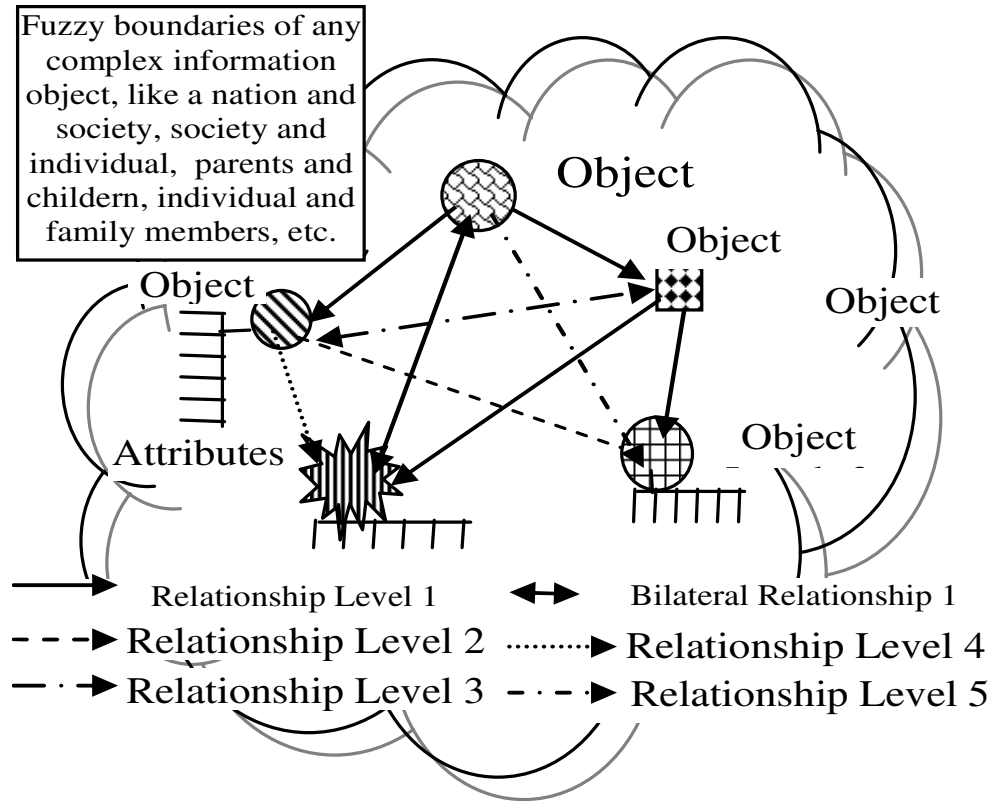 Fuzzy boundaries of any
complex information
object, like a nation and
society, society and
individual, parents and
childern, individual and
family members, etc.
Object
Object
Object
Object
Object
Attributes
Relationship Level 1
Bilateral Relationship 1
Relationship Level 2
Relationship Level 4
Relationship Level 3
Relationship Level 5